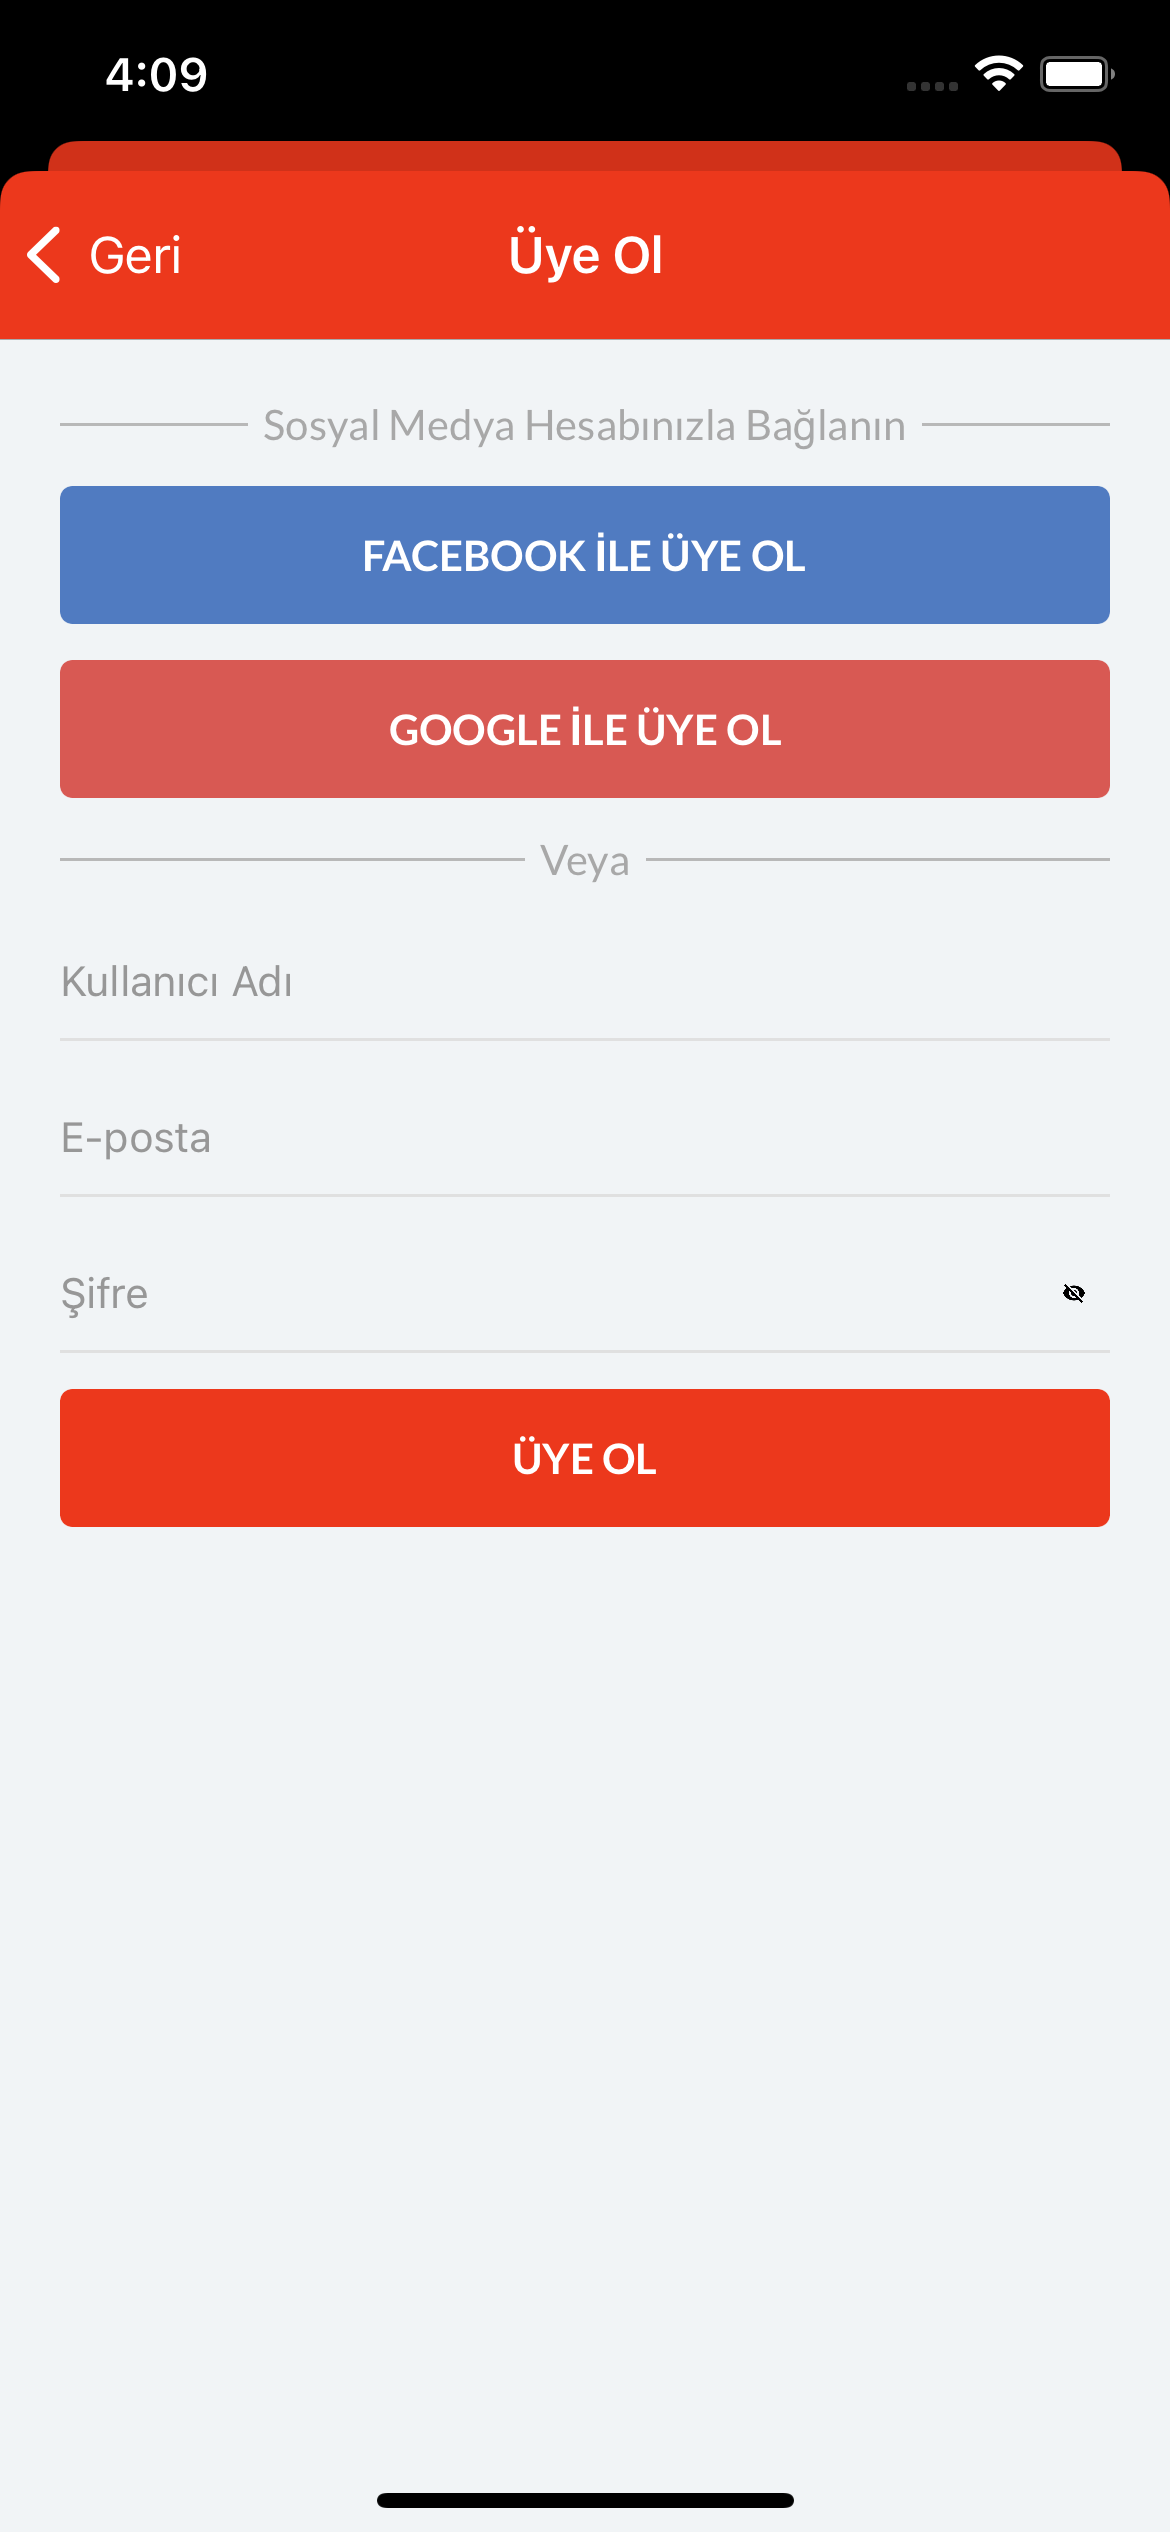 4:09
Geri
Üye Ol
Sosyal Medya Hesabınızla Bağlanın
FACEBOOK İLE ÜYE OL
GOOGLE İLE ÜYE OL
Veya
Kullanıcı Adı
E-posta
Şifre
ÜYE OL